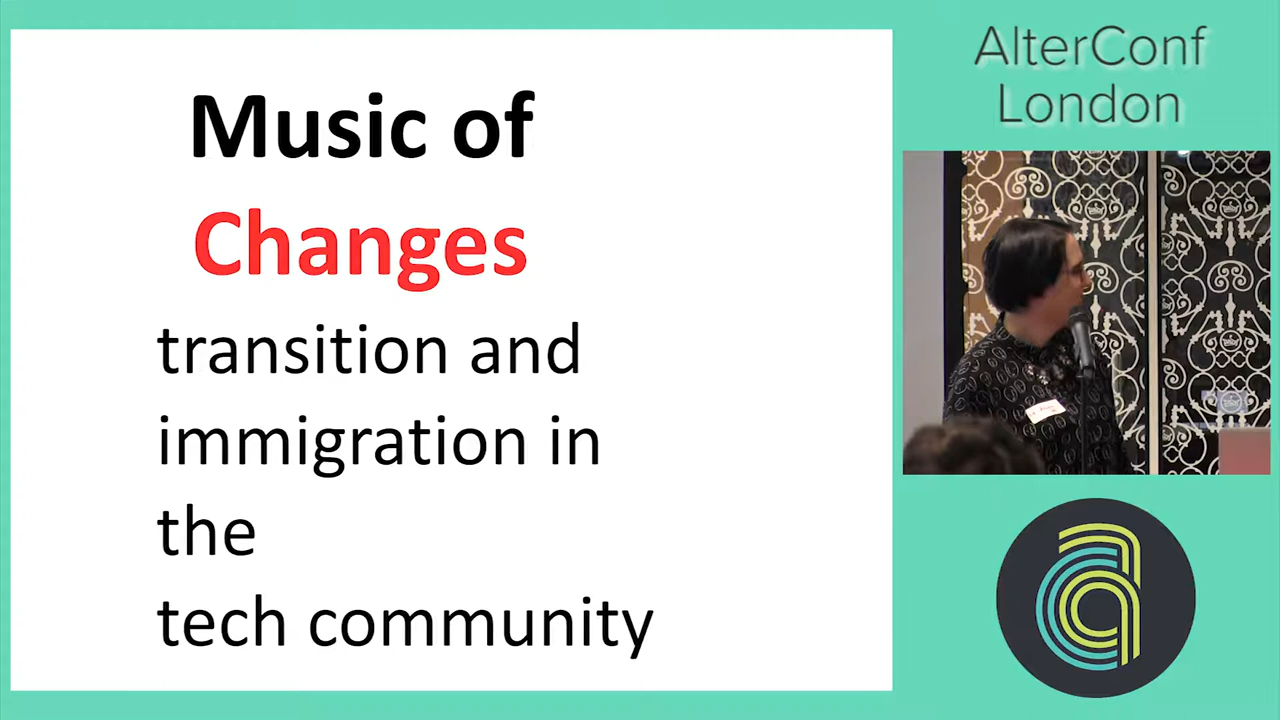 Music of
Changes
transition and
immigration in
the
tech community
AlterConf
London